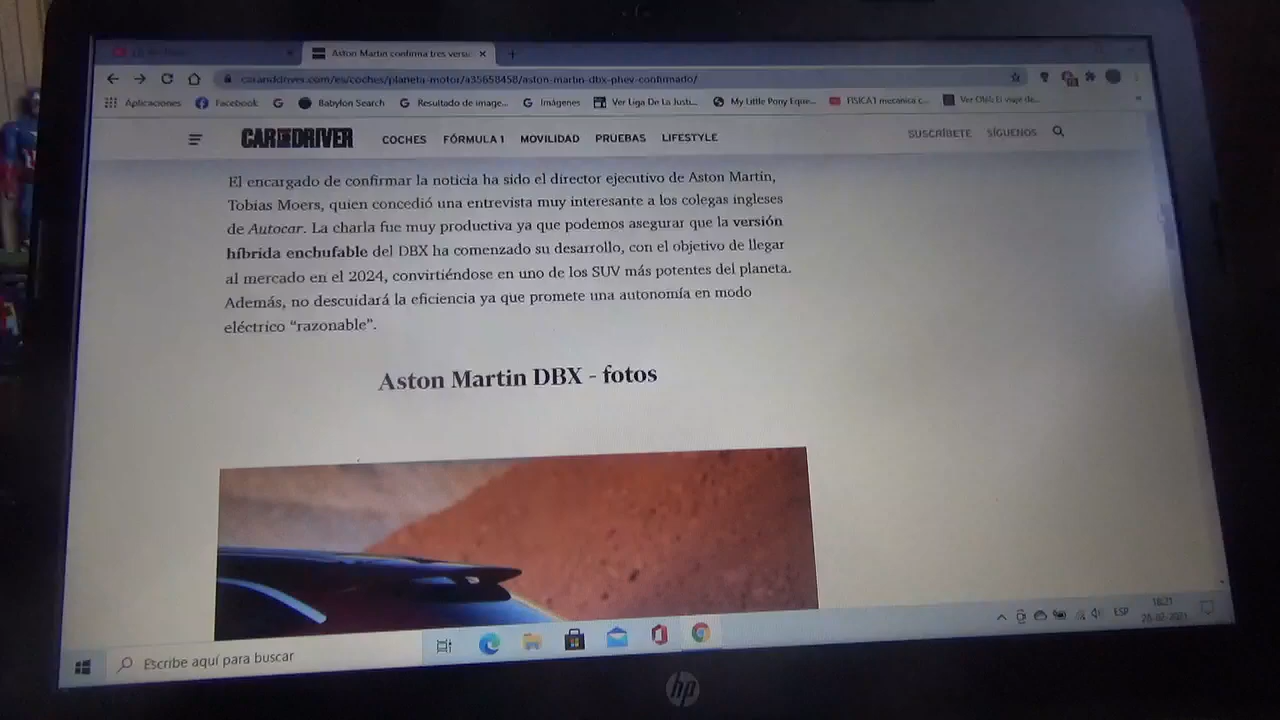 Aston Martin confirma tres versi
caranddriver.com/es/coches/planeta-motor/a35658458/aston-martin-dbx-phev-confirmado/
Aplicaciones Facebook G Babylon Search Resultado de image... Imágenes Ver Liga De La Justi... My Little Pony Eque... FISICA1 mecanica c... Ver Olé! El viaje de...
CAR AND DRIVER COCHES FÓRMULA 1 MOVILIDAD PRUEBAS LIFESTYLE SUSCRÍBETE SÍGUENOS
El encargado de confirmar la noticia ha sido el director ejecutivo de Aston Martin,
Tobias Moers, quien concedió una entrevista muy interesante a los colegas ingleses
de Autocar. La charla fue muy productiva ya que podemos asegurar que la versión
híbrida enchufable del DBX ha comenzado su desarrollo, con el objetivo de llegar
al mercado en el 2024, convirtiéndose en uno de los SUV más potentes del planeta.
Además, no descuidará la eficiencia ya que promete una autonomía en modo
eléctrico “razonable”.
Aston Martin DBX - fotos
ESP
Escribe aquí para buscar
hp